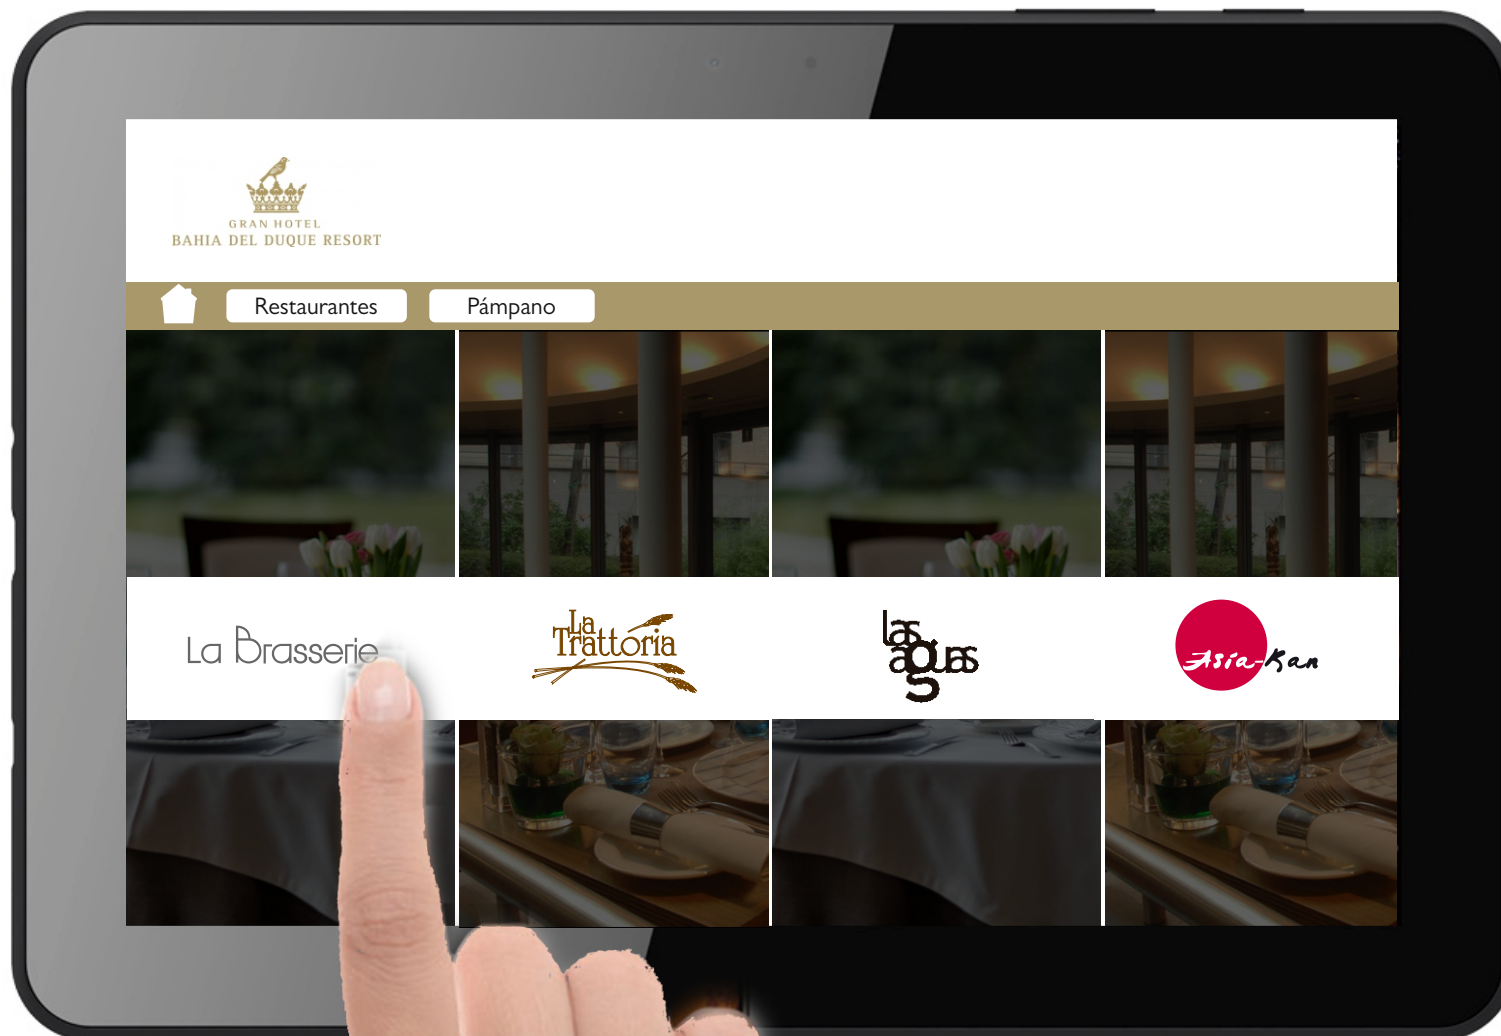 GRAN HOTEL
BAHIA DEL DUQUE RESORT
Restaurantes
Pámpano
La Brasserie
La
Trattoria
las
aguas
Asia-Kan